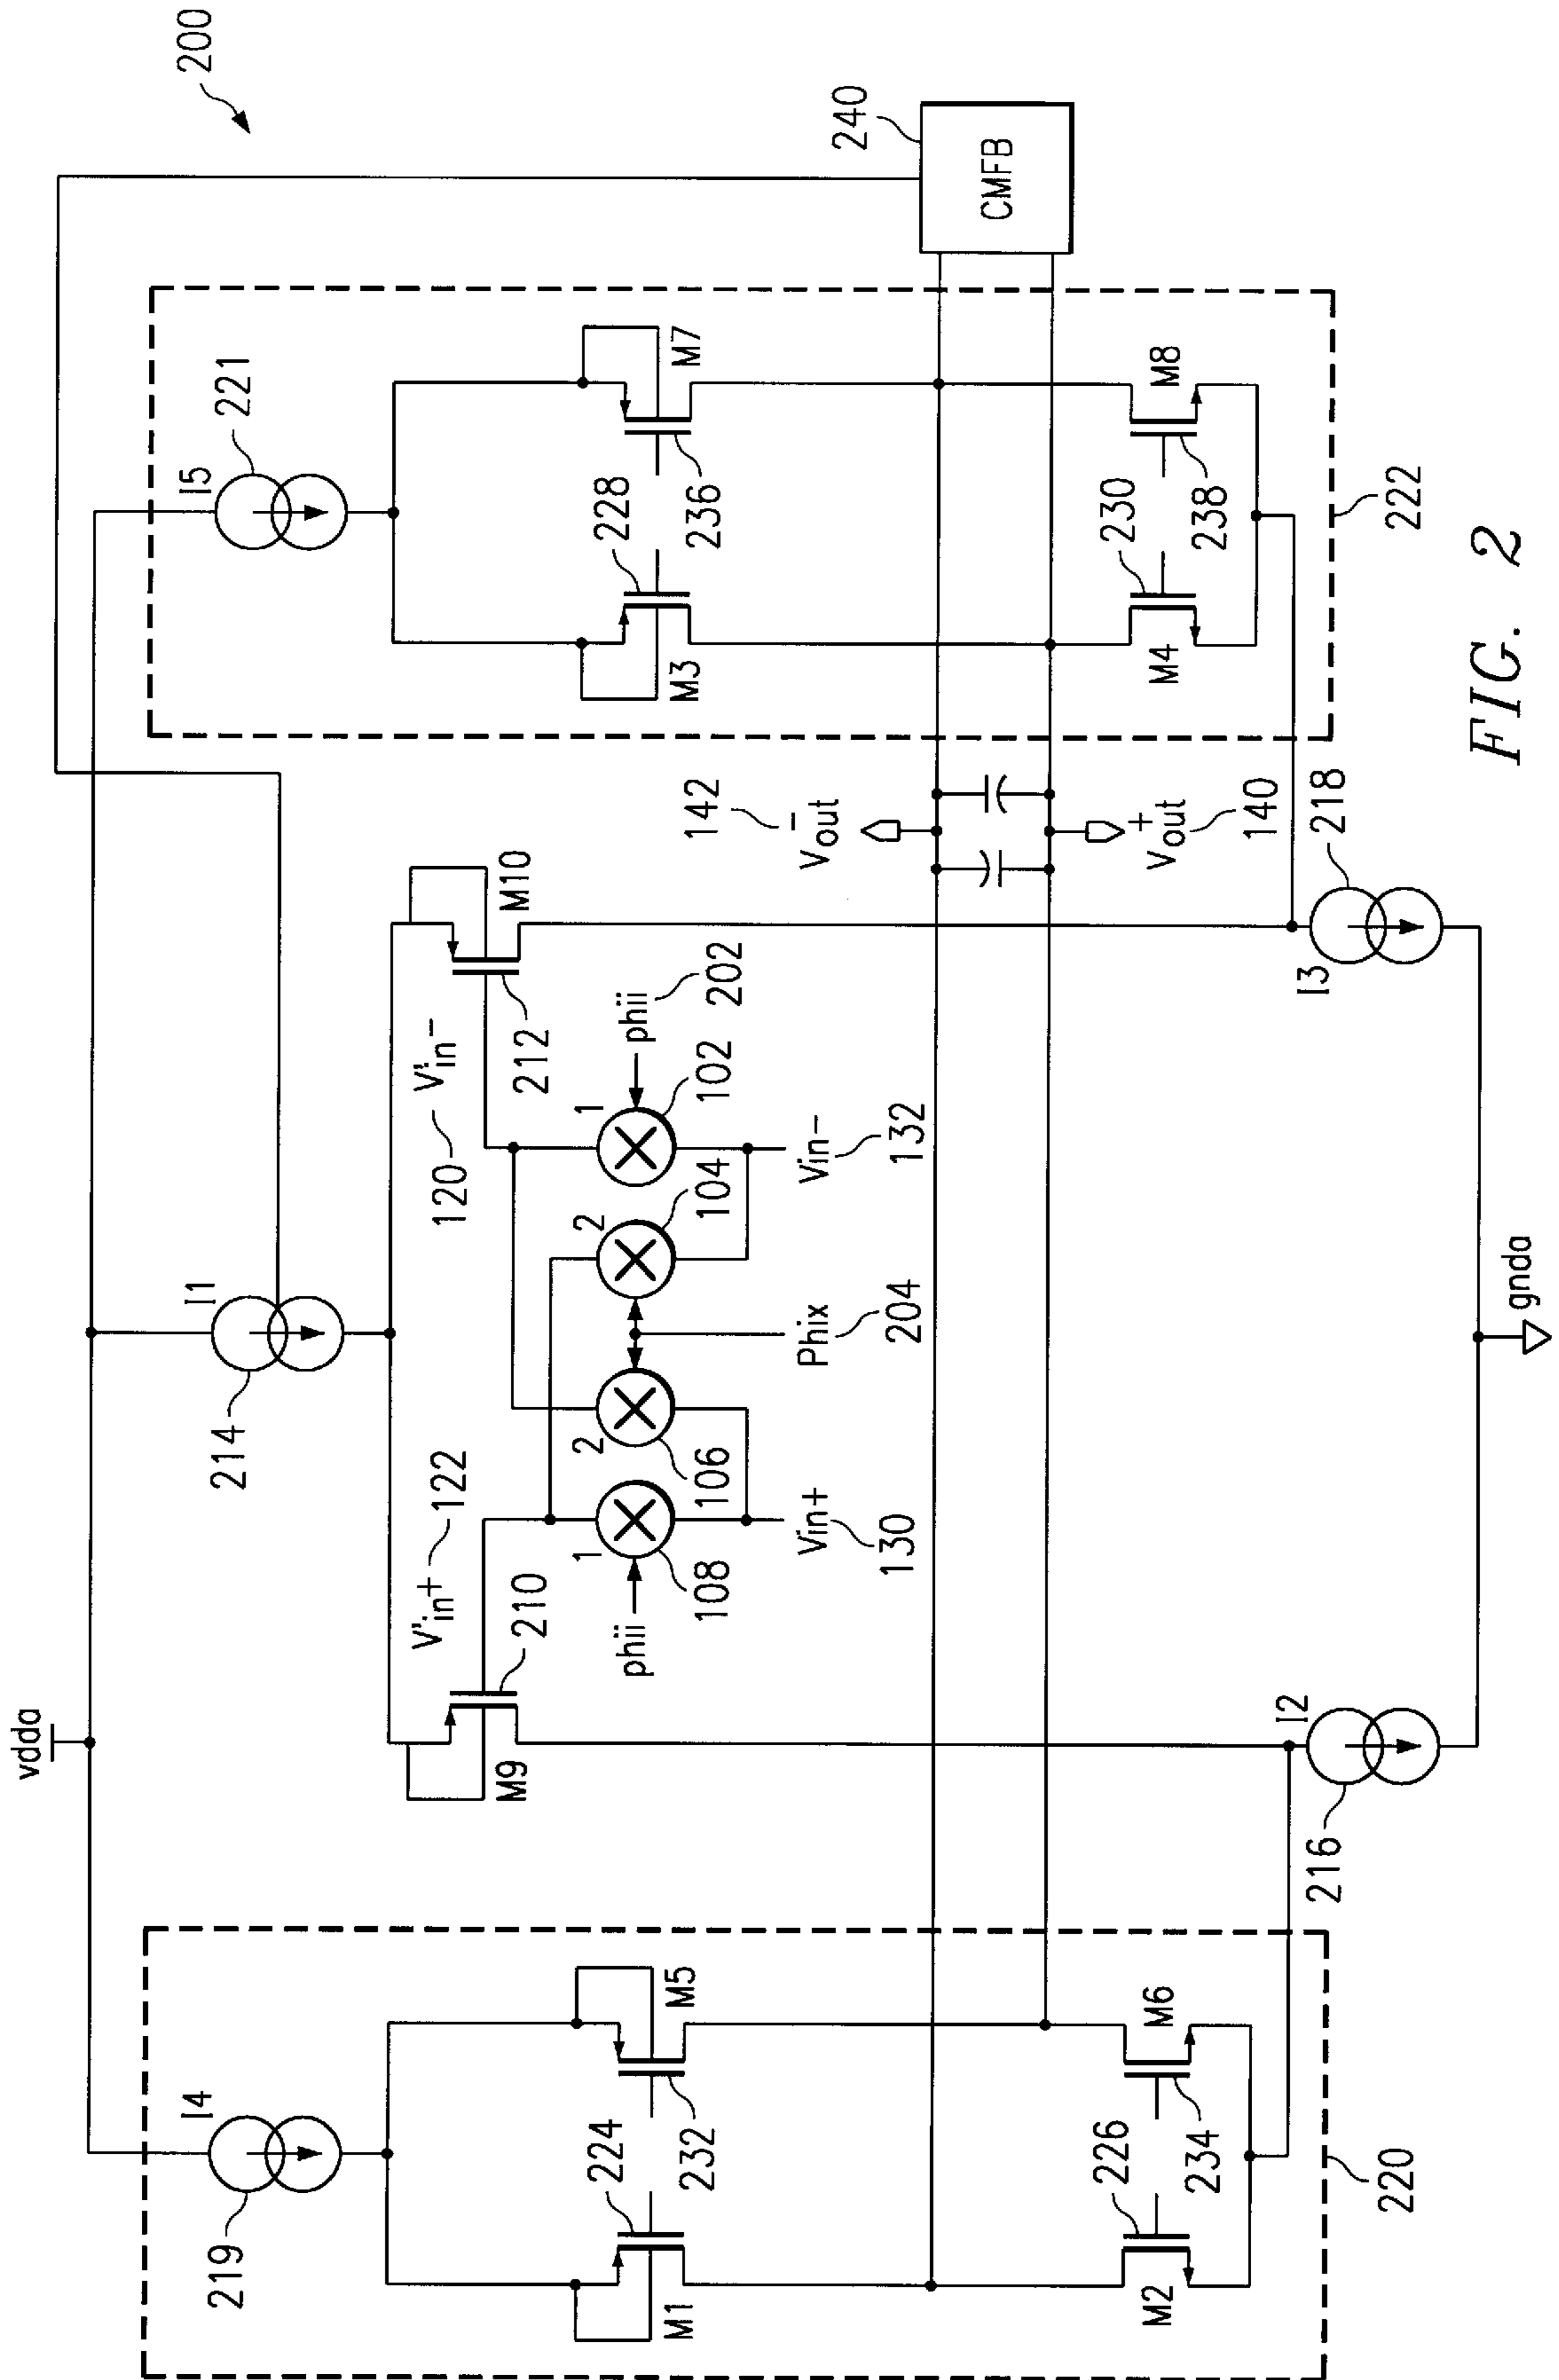 200
vdda
I4
219
M1
224
232
M5
M2
226
234
M6
220
I1
214
V'in+ 122
210
M9
120 V'in-
212
M10
phii
1
108
2
106
2
104
1
102
phii
202
Vin+
130
Phix
204
Vin-
132
I2
216
142
Vout-
Vout+
140
218
I3
gnda
I5
221
M3
228
236
M7
M4
230
238
M8
222
240
CMFB
FIG. 2